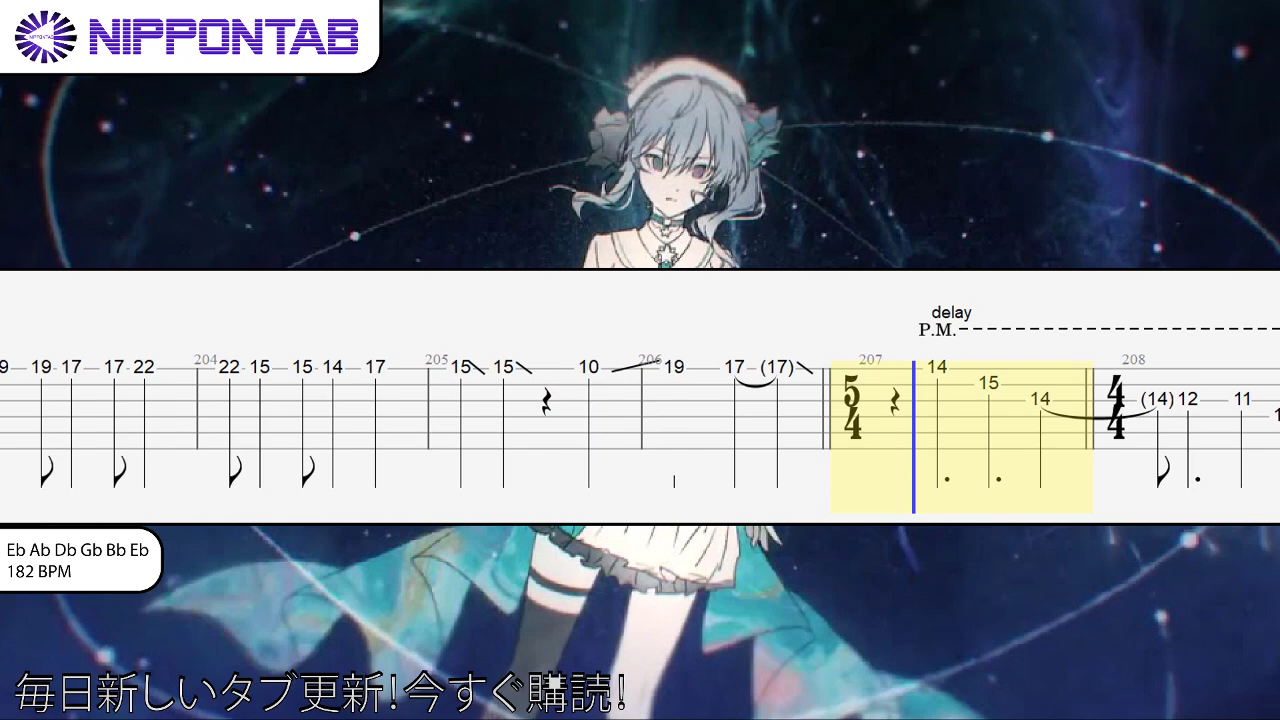 NIPPONTAB
delay
P.M.
204 205 206 207 208
9 19 17 17 22 22 15 15 14 17 15 15 10 19 17 (17) 14 (14) 12 11
15
14
5 4
4 4
Eb Ab Db Gb Bb Eb
182 BPM
毎日新しいタブ更新!今すぐ購読!